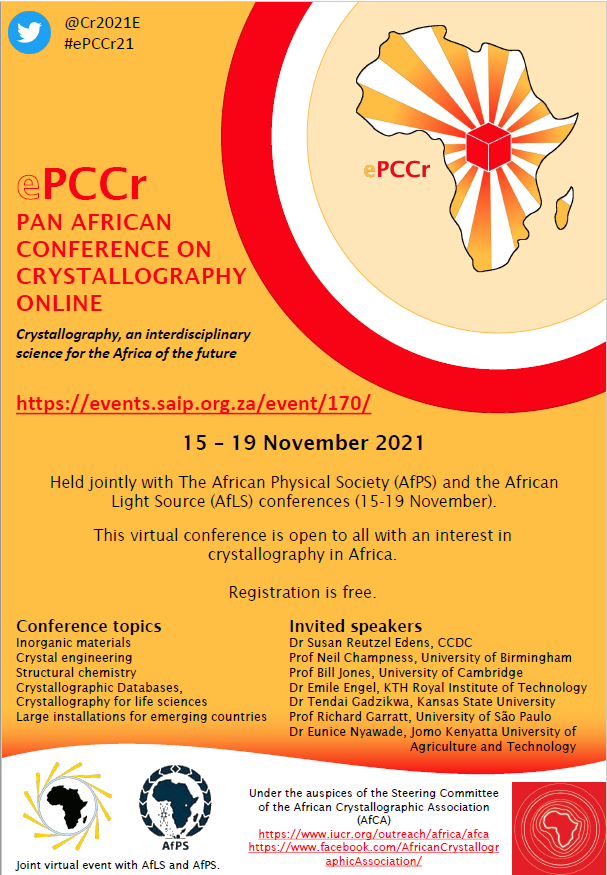 @Cr2021E
#ePCCr21
ePCCr
ePCCr
PAN AFRICAN
CONFERENCE ON
CRYSTALLOGRAPHY
ONLINE
Crystallography, an interdisciplinary
science for the Africa of the future
https://events.saip.org.za/event/170/
15 – 19 November 2021
Held jointly with The African Physical Society (AfPS) and the African
Light Source (AfLS) conferences (15-19 November).
This virtual conference is open to all with an interest in
crystallography in Africa.
Registration is free.
Conference topics
Inorganic materials
Crystal engineering
Structural chemistry
Crystallographic Databases,
Crystallography for life sciences
Large installations for emerging countries
Invited speakers
Dr Susan Reutzel Edens, CCDC
Prof Neil Champness, University of Birmingham
Prof Bill Jones, University of Cambridge
Dr Emile Engel, KTH Royal Institute of Technology
Dr Tendai Gadzikwa, Kansas State University
Prof Richard Garratt, University of São Paulo
Dr Eunice Nyawade, Jomo Kenyatta University of
Agriculture and Technology
AfPS
Joint virtual event with AfLS and AfPS.
Under the auspices of the Steering Committee
of the African Crystallographic Association
(AfCA)
https://www.iucr.org/outreach/africa/afca
https://www.facebook.com/AfricanCrystallogr
aphicAssociation/